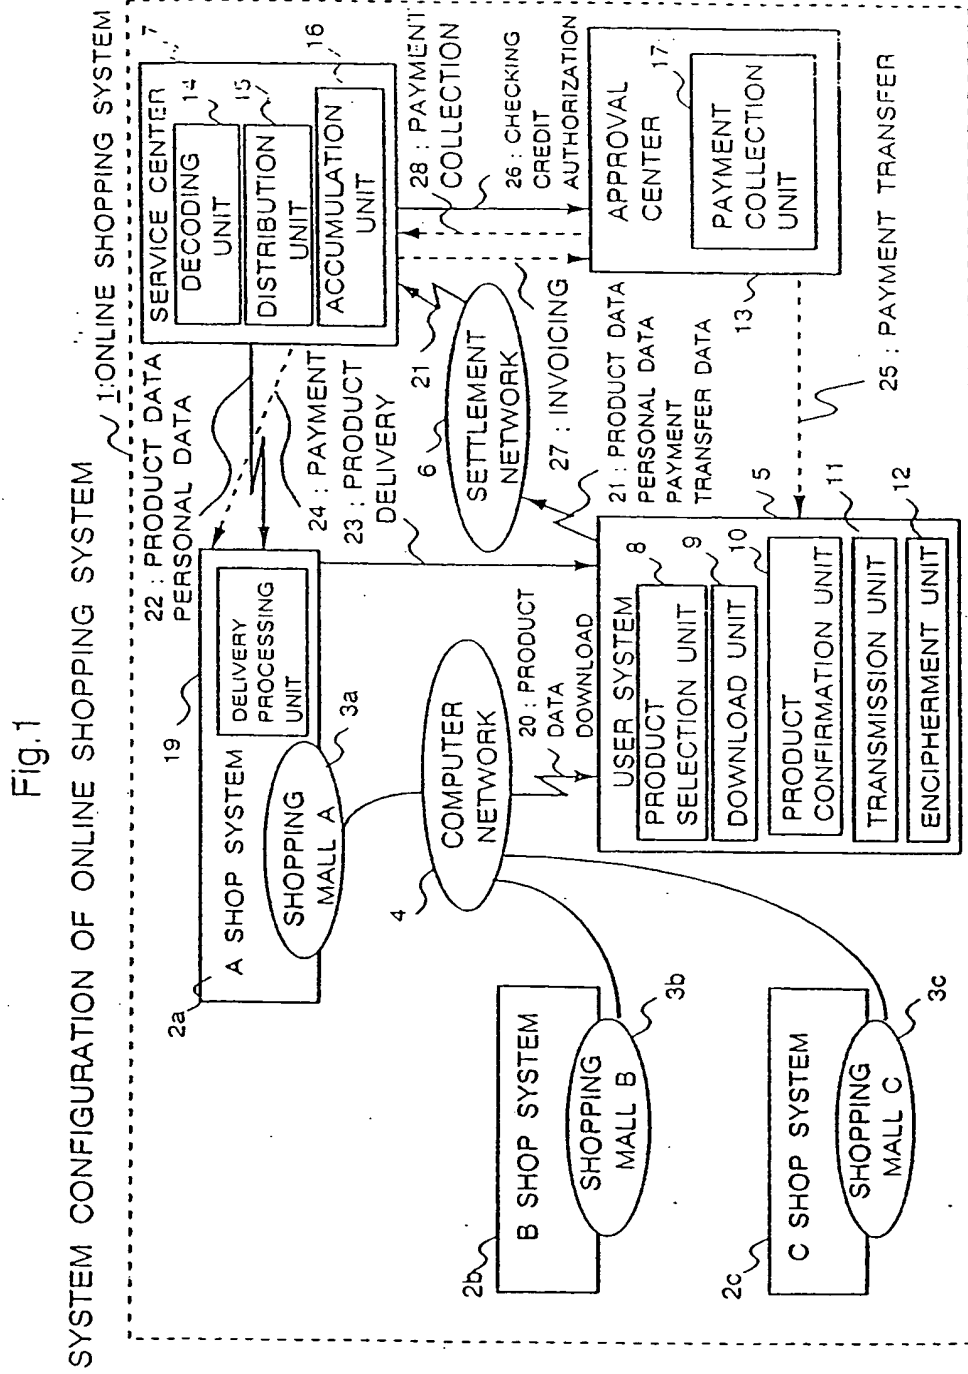 Fig.1
SYSTEM CONFIGURATION OF ONLINE SHOPPING SYSTEM
1:ONLINE SHOPPING SYSTEM
2a
A SHOP SYSTEM
SHOPPING
MALL A
3a
19
DELIVERY
PROCESSING
UNIT
22 : PRODUCT DATA
PERSONAL DATA
24 : PAYMENT
23 : PRODUCT
DELIVERY
7
SERVICE CENTER
14
DECODING
UNIT
15
DISTRIBUTION
UNIT
16
ACCUMULATION
UNIT
28 : PAYMENT
COLLECTION
26 : CHECKING
CREDIT
AUTHORIZATION
4
COMPUTER
NETWORK
6
SETTLEMENT
NETWORK
21
27 : INVOICING
21 : PRODUCT DATA
PERSONAL DATA
PAYMENT
TRANSFER DATA
13
APPROVAL
CENTER
17
PAYMENT
COLLECTION
UNIT
20 : PRODUCT
DATA
DOWNLOAD
25 : PAYMENT TRANSFER
2b
B SHOP SYSTEM
SHOPPING
MALL B
3b
2c
C SHOP SYSTEM
SHOPPING
MALL C
3c
USER SYSTEM
5
PRODUCT
SELECTION UNIT
8
DOWNLOAD UNIT
9
PRODUCT
CONFIRMATION UNIT
10
TRANSMISSION UNIT
11
ENCIPHERMENT UNIT
12